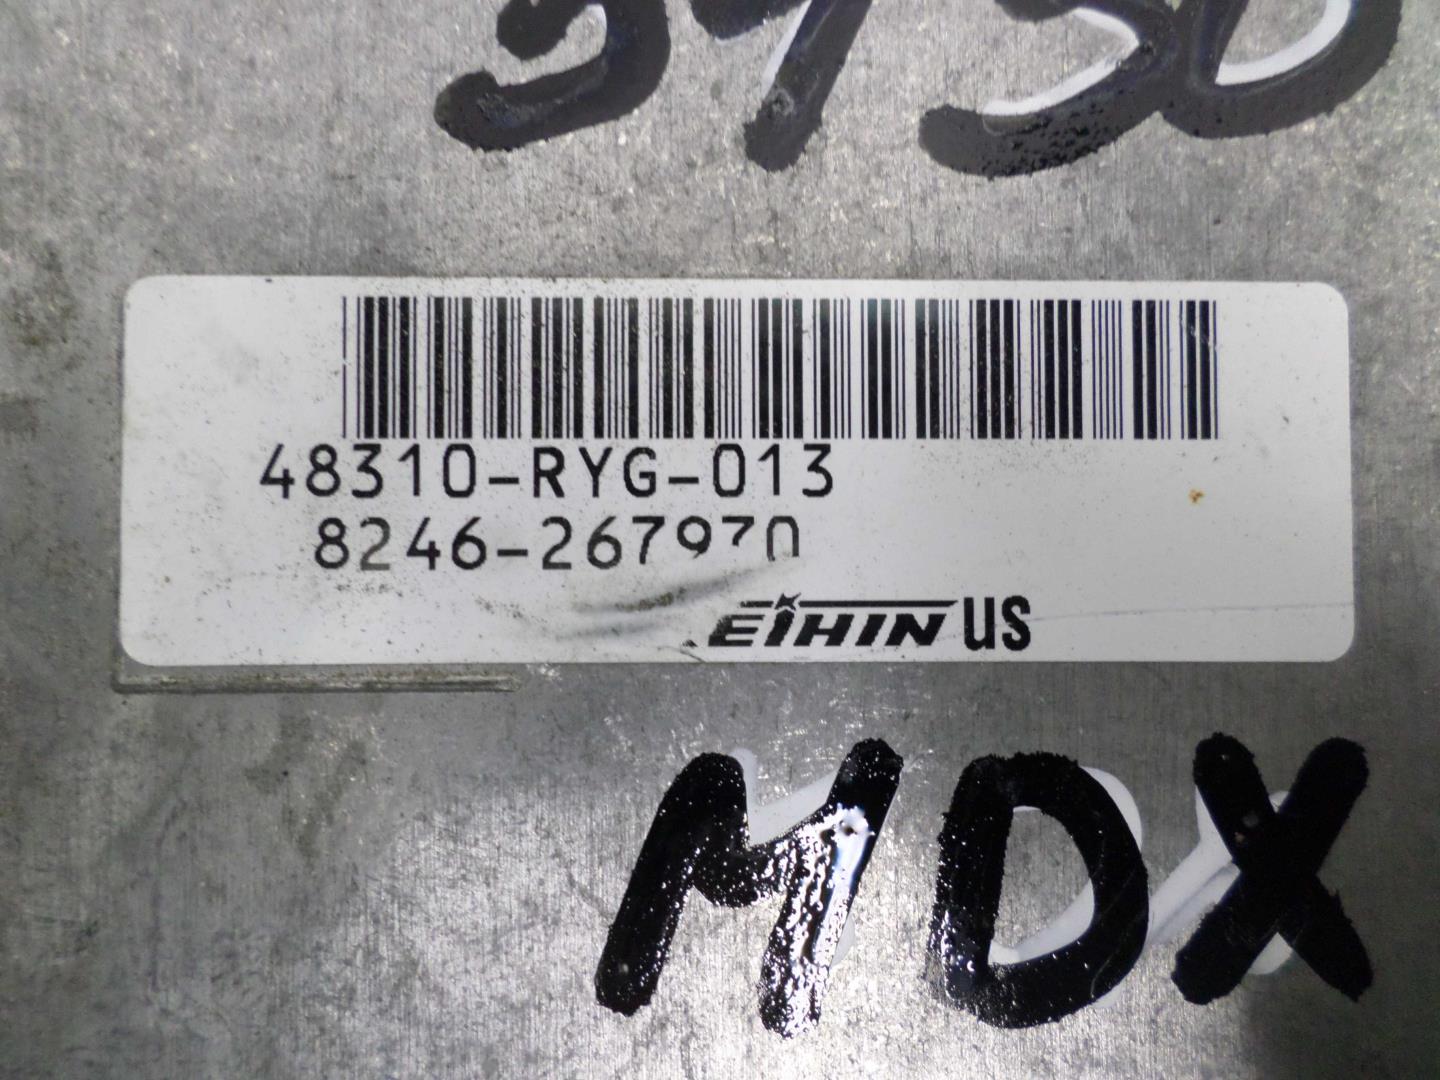 48310-RYG-013
8246-267970
EIHIN US
MDX